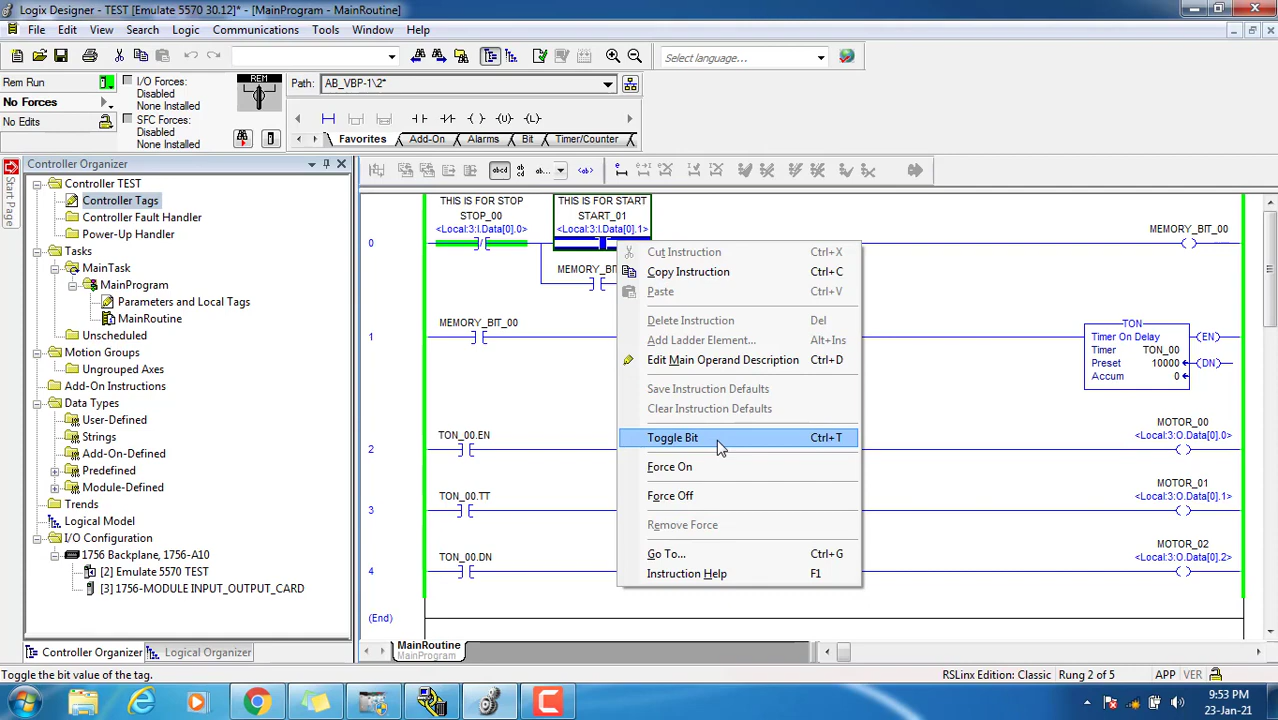 Logix Designer - TEST [Emulate 5570 30.12]* - [MainProgram - MainRoutine]
File Edit View Search Logic Communications Tools Window Help
Select language...
Rem Run
No Forces
No Edits
I/O Forces:
Disabled
None Installed
SFC Forces:
Disabled
None Installed
REM
Path: AB_VBP-1\2*
Favorites Add-On Alarms Bit Timer/Counter
Start Page
Controller Organizer
Controller TEST
Controller Tags
Controller Fault Handler
Power-Up Handler
Tasks
MainTask
MainProgram
Parameters and Local Tags
MainRoutine
Unscheduled
Motion Groups
Ungrouped Axes
Add-On Instructions
Data Types
User-Defined
Strings
Add-On-Defined
Predefined
Module-Defined
Trends
Logical Model
I/O Configuration
1756 Backplane, 1756-A10
[2] Emulate 5570 TEST
[3] 1756-MODULE INPUT_OUTPUT_CARD
Controller Organizer Logical Organizer
abcd ab ab...
THIS IS FOR STOP
STOP_00
<Local:3:I.Data[0].0>
THIS IS FOR START
START_01
<Local:3:I.Data[0].1>
MEMORY_BIT_00
0
MEMORY_BI
MEMORY_BIT_00
1
TON
Timer On Delay
Timer TON_00
Preset 10000
Accum 0
(EN)
(DN)
TON_00.EN
2
MOTOR_00
<Local:3:O.Data[0].0>
TON_00.TT
3
MOTOR_01
<Local:3:O.Data[0].1>
TON_00.DN
4
MOTOR_02
<Local:3:O.Data[0].2>
(End)
Cut Instruction Ctrl+X
Copy Instruction Ctrl+C
Paste Ctrl+V
Delete Instruction Del
Add Ladder Element... Alt+Ins
Edit Main Operand Description Ctrl+D
Save Instruction Defaults
Clear Instruction Defaults
Toggle Bit Ctrl+T
Force On
Force Off
Remove Force
Go To... Ctrl+G
Instruction Help F1
MainRoutine
MainProgram
Toggle the bit value of the tag.
RSLinx Edition: Classic Rung 2 of 5 APP VER
9:53 PM
23-Jan-21